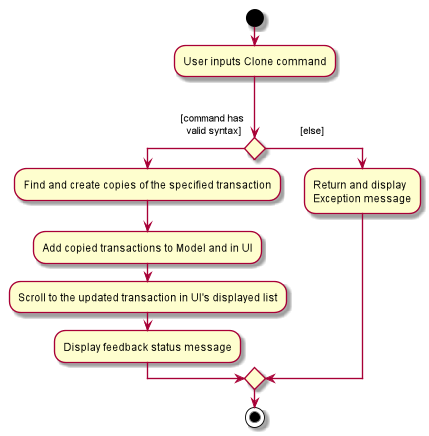 User inputs Clone command
[command has
valid syntax]
[else]
Find and create copies of the specified transaction
Return and display
Exception message
Add copied transactions to Model and in UI
Scroll to the updated transaction in UI's displayed list
Display feedback status message